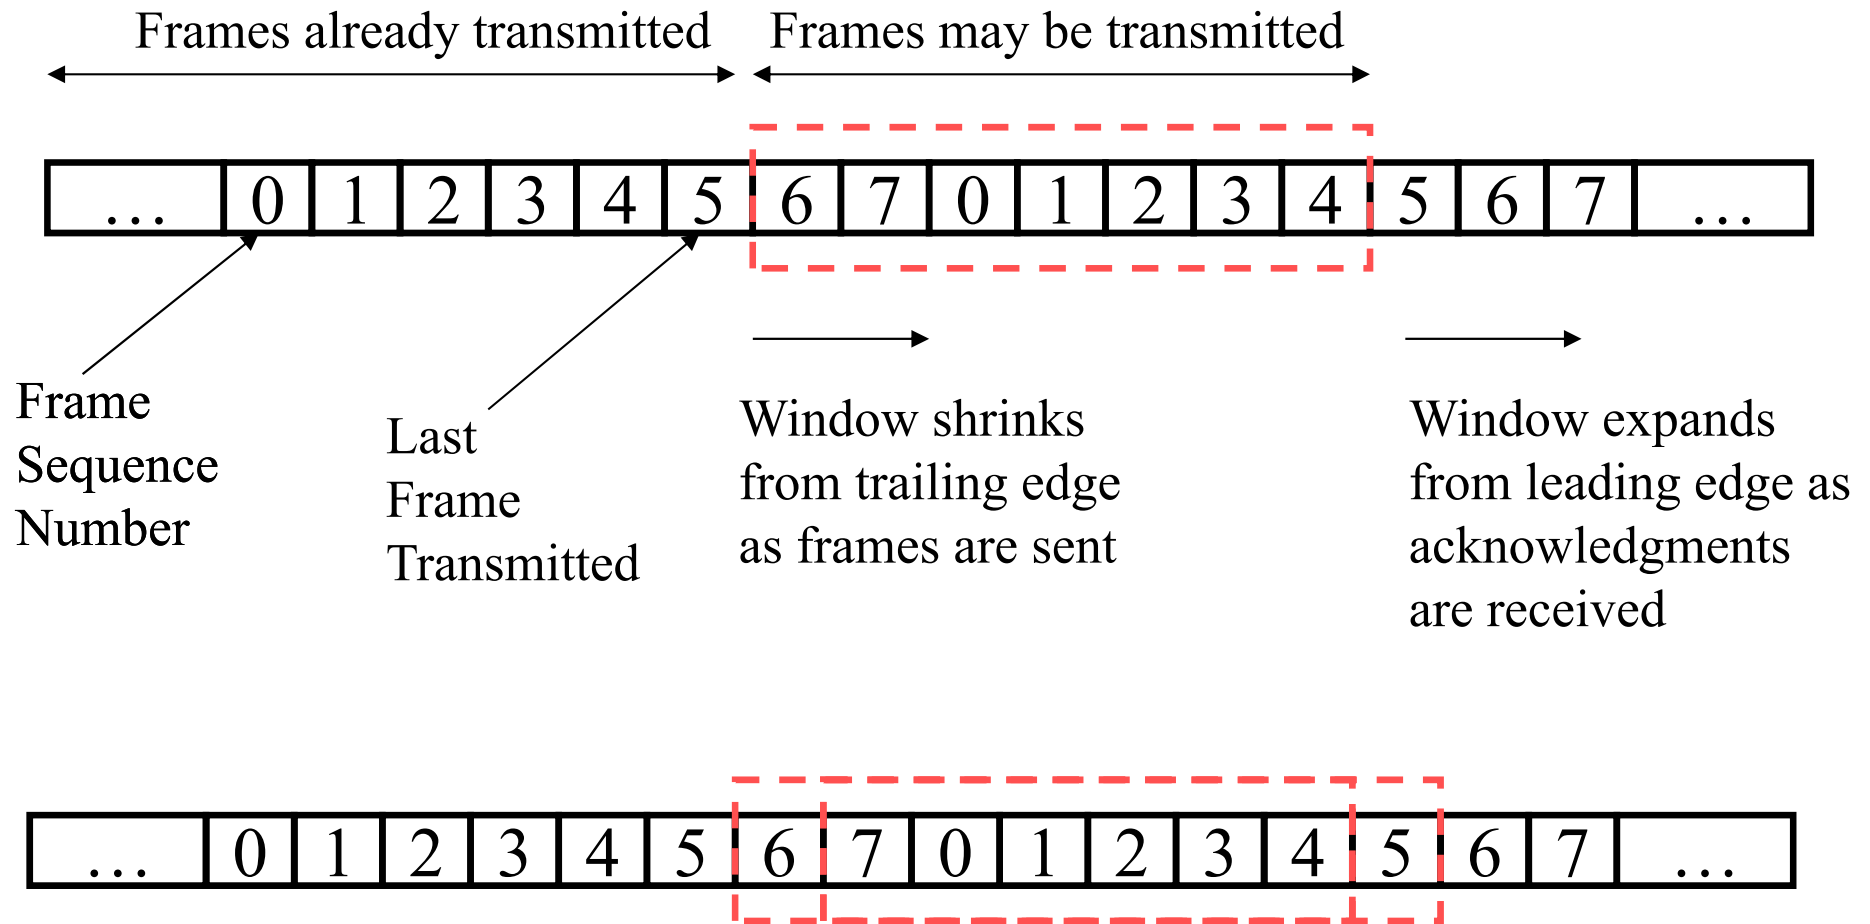 Frames already transmitted Frames may be transmitted
… 0 1 2 3 4 5 6 7 0 1 2 3 4 5 6 7 …
Frame
Sequence
Number
Last
Frame
Transmitted
Window shrinks
from trailing edge
as frames are sent
Window expands
from leading edge as
acknowledgments
are received
… 0 1 2 3 4 5 6 7 0 1 2 3 4 5 6 7 …